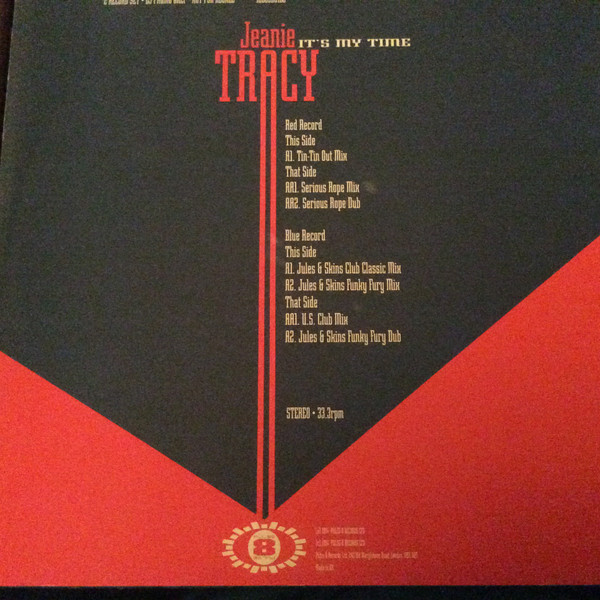 Jeanie
TRACY
IT'S MY TIME
Red Record
This Side
A1. Tin-Tin Out Mix
That Side
AA1. Serious Rope Mix
AA2. Serious Rope Dub
Blue Record
This Side
A1. Jules & Skins Club Classic Mix
A2. Jules & Skins Funky Fury Mix
That Side
AA1. U.S. Club Mix
A2. Jules & Skins Funky Fury Dub
STEREO • 33.3rpm
8